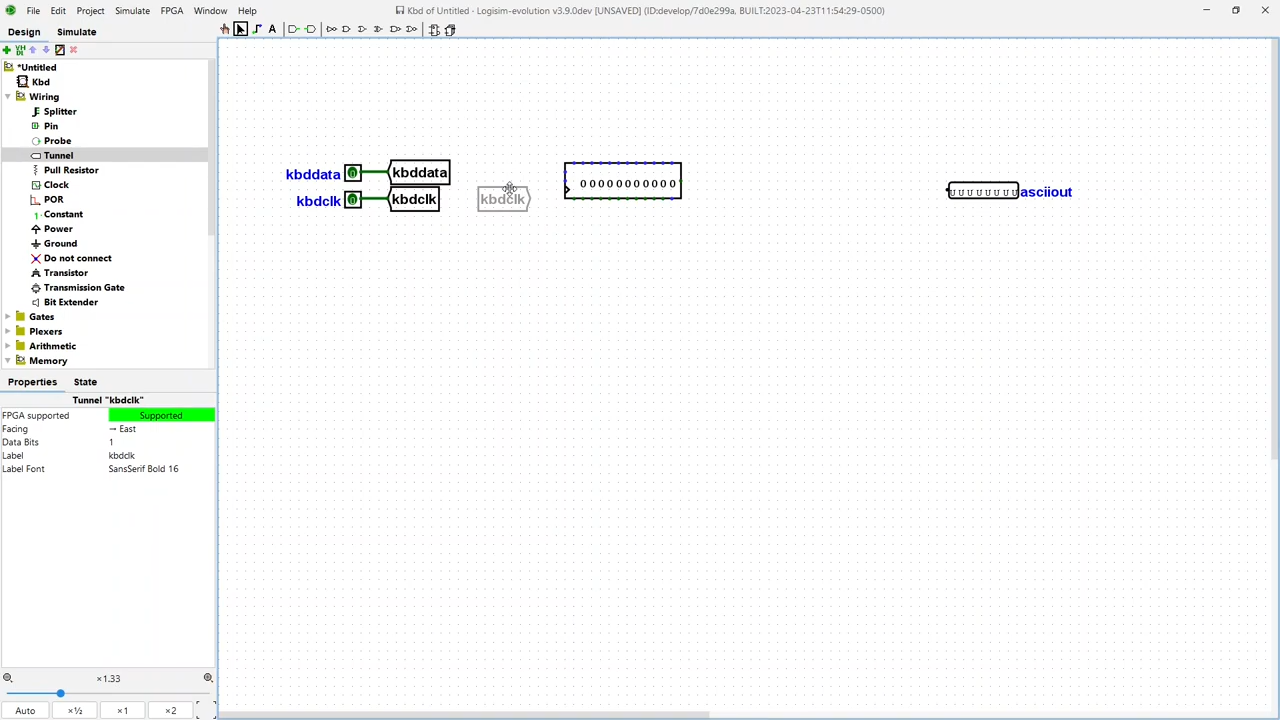 Kbd of Untitled - Logisim-evolution v3.9.0dev [UNSAVED] (ID:develop/7d0e299a, BUILT:2023-04-23T11:54:29-0500)
File Edit Project Simulate FPGA Window Help
Design Simulate
A
*Untitled
Kbd
Wiring
Splitter
Pin
Probe
Tunnel
Pull Resistor
Clock
POR
Constant
Power
Ground
Do not connect
Transistor
Transmission Gate
Bit Extender
Gates
Plexers
Arithmetic
Memory
Properties State
Tunnel "kbdclk"
FPGA supported Supported
Facing → East
Data Bits 1
Label kbdclk
Label Font SansSerif Bold 16
×1.33
Auto ×½ ×1 ×2
kbddata 0 kbddata
kbdclk 0 kbdclk
kbdclk
00000000000
UUUUUUUU asciiout